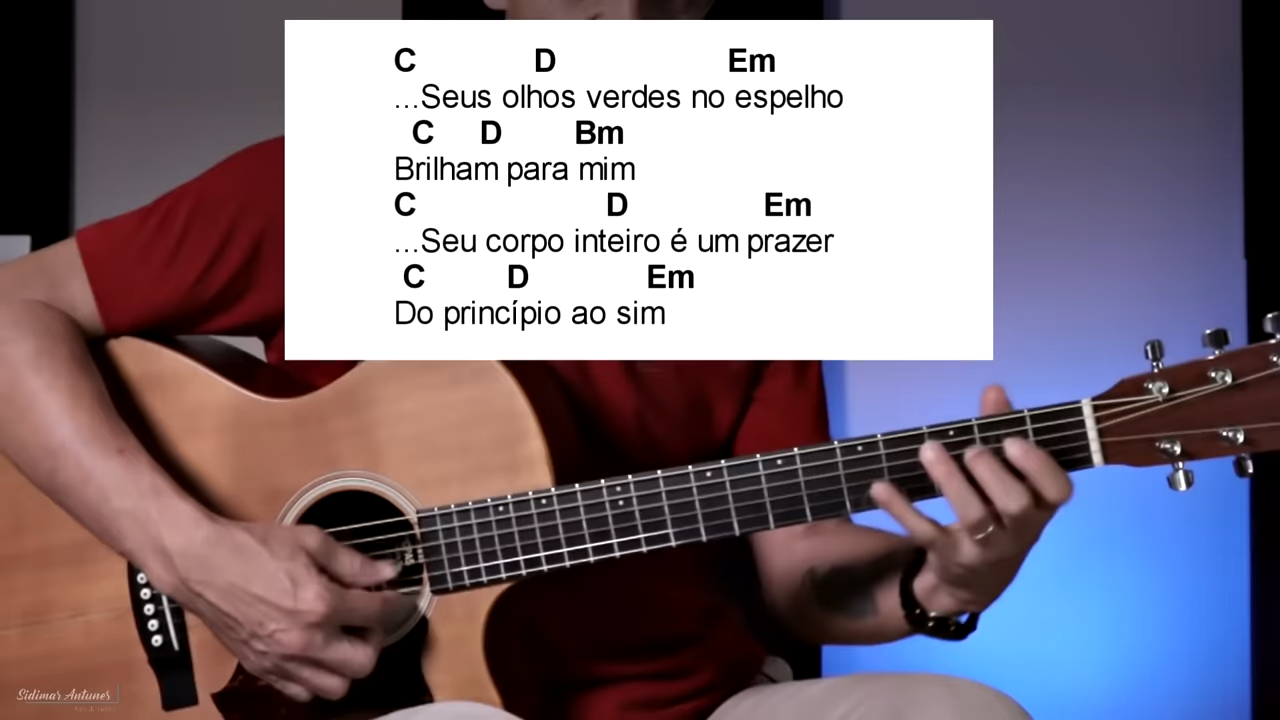 C D Em
...Seus olhos verdes no espelho
C D Bm
Brilham para mim
C D Em
...Seu corpo inteiro é um prazer
C D Em
Do princípio ao sim
Sidimar Antunes